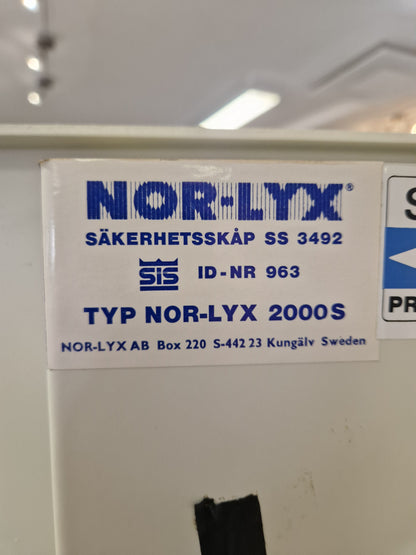 NOR-LYX®
SÄKERHETSSKÅP SS 3492
SIS ID-NR 963
TYP NOR-LYX 2000S
NOR-LYX AB Box 220 S-442 23 Kungälv Sweden
S
PR